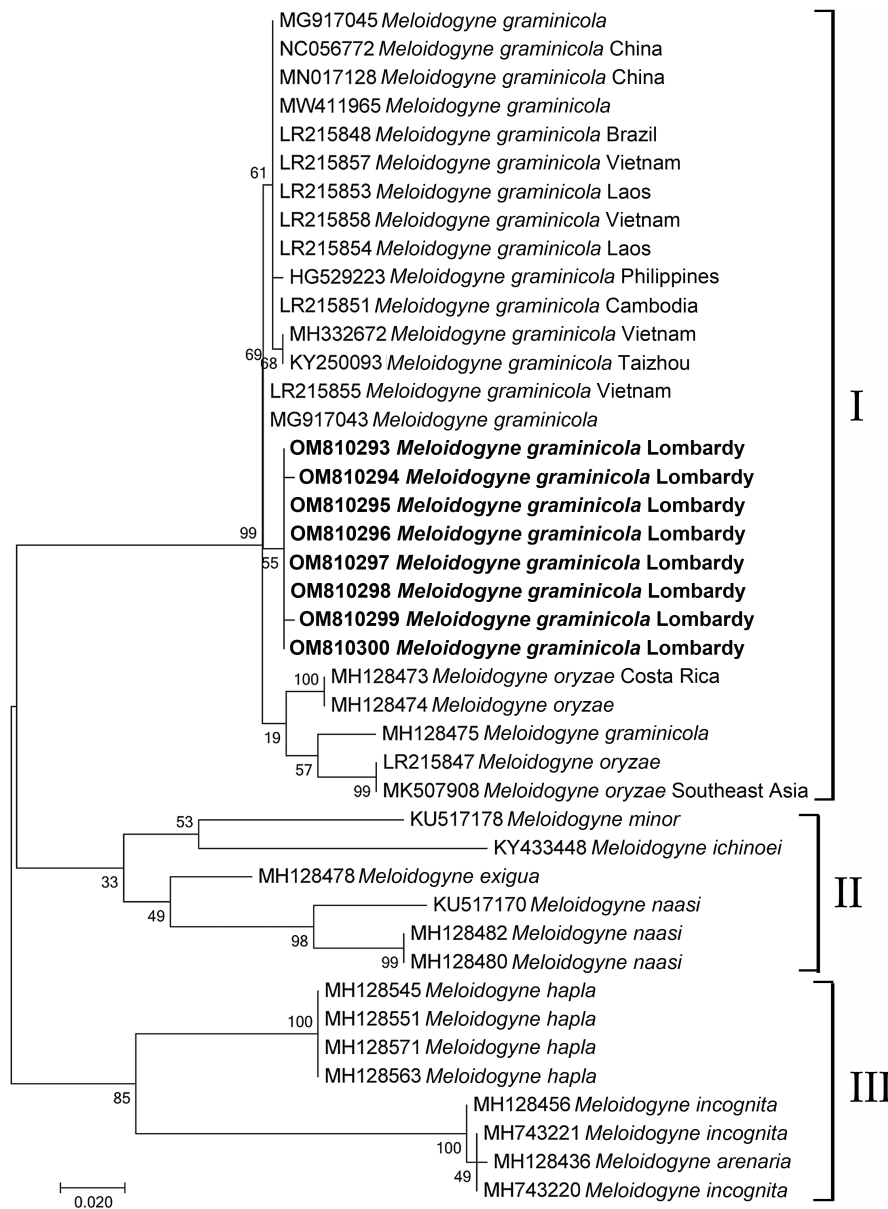 MG917045 Meloidogyne graminicola
NC056772 Meloidogyne graminicola China
MN017128 Meloidogyne graminicola China
MW411965 Meloidogyne graminicola
LR215848 Meloidogyne graminicola Brazil
LR215857 Meloidogyne graminicola Vietnam
61
LR215853 Meloidogyne graminicola Laos
LR215858 Meloidogyne graminicola Vietnam
LR215854 Meloidogyne graminicola Laos
HG529223 Meloidogyne graminicola Philippines
LR215851 Meloidogyne graminicola Cambodia
MH332672 Meloidogyne graminicola Vietnam
69
68
KY250093 Meloidogyne graminicola Taizhou
LR215855 Meloidogyne graminicola Vietnam
I
MG917043 Meloidogyne graminicola
OM810293 Meloidogyne graminicola Lombardy
OM810294 Meloidogyne graminicola Lombardy
OM810295 Meloidogyne graminicola Lombardy
99
OM810296 Meloidogyne graminicola Lombardy
55
OM810297 Meloidogyne graminicola Lombardy
OM810298 Meloidogyne graminicola Lombardy
OM810299 Meloidogyne graminicola Lombardy
OM810300 Meloidogyne graminicola Lombardy
100
MH128473 Meloidogyne oryzae Costa Rica
MH128474 Meloidogyne oryzae
19
MH128475 Meloidogyne graminicola
57
LR215847 Meloidogyne oryzae
99
MK507908 Meloidogyne oryzae Southeast Asia
53
KU517178 Meloidogyne minor
KY433448 Meloidogyne ichinoei
33
MH128478 Meloidogyne exigua
II
49
KU517170 Meloidogyne naasi
98
MH128482 Meloidogyne naasi
99
MH128480 Meloidogyne naasi
MH128545 Meloidogyne hapla
100
MH128551 Meloidogyne hapla
MH128571 Meloidogyne hapla
MH128563 Meloidogyne hapla
III
85
MH128456 Meloidogyne incognita
100
MH743221 Meloidogyne incognita
MH128436 Meloidogyne arenaria
49
MH743220 Meloidogyne incognita
0.020